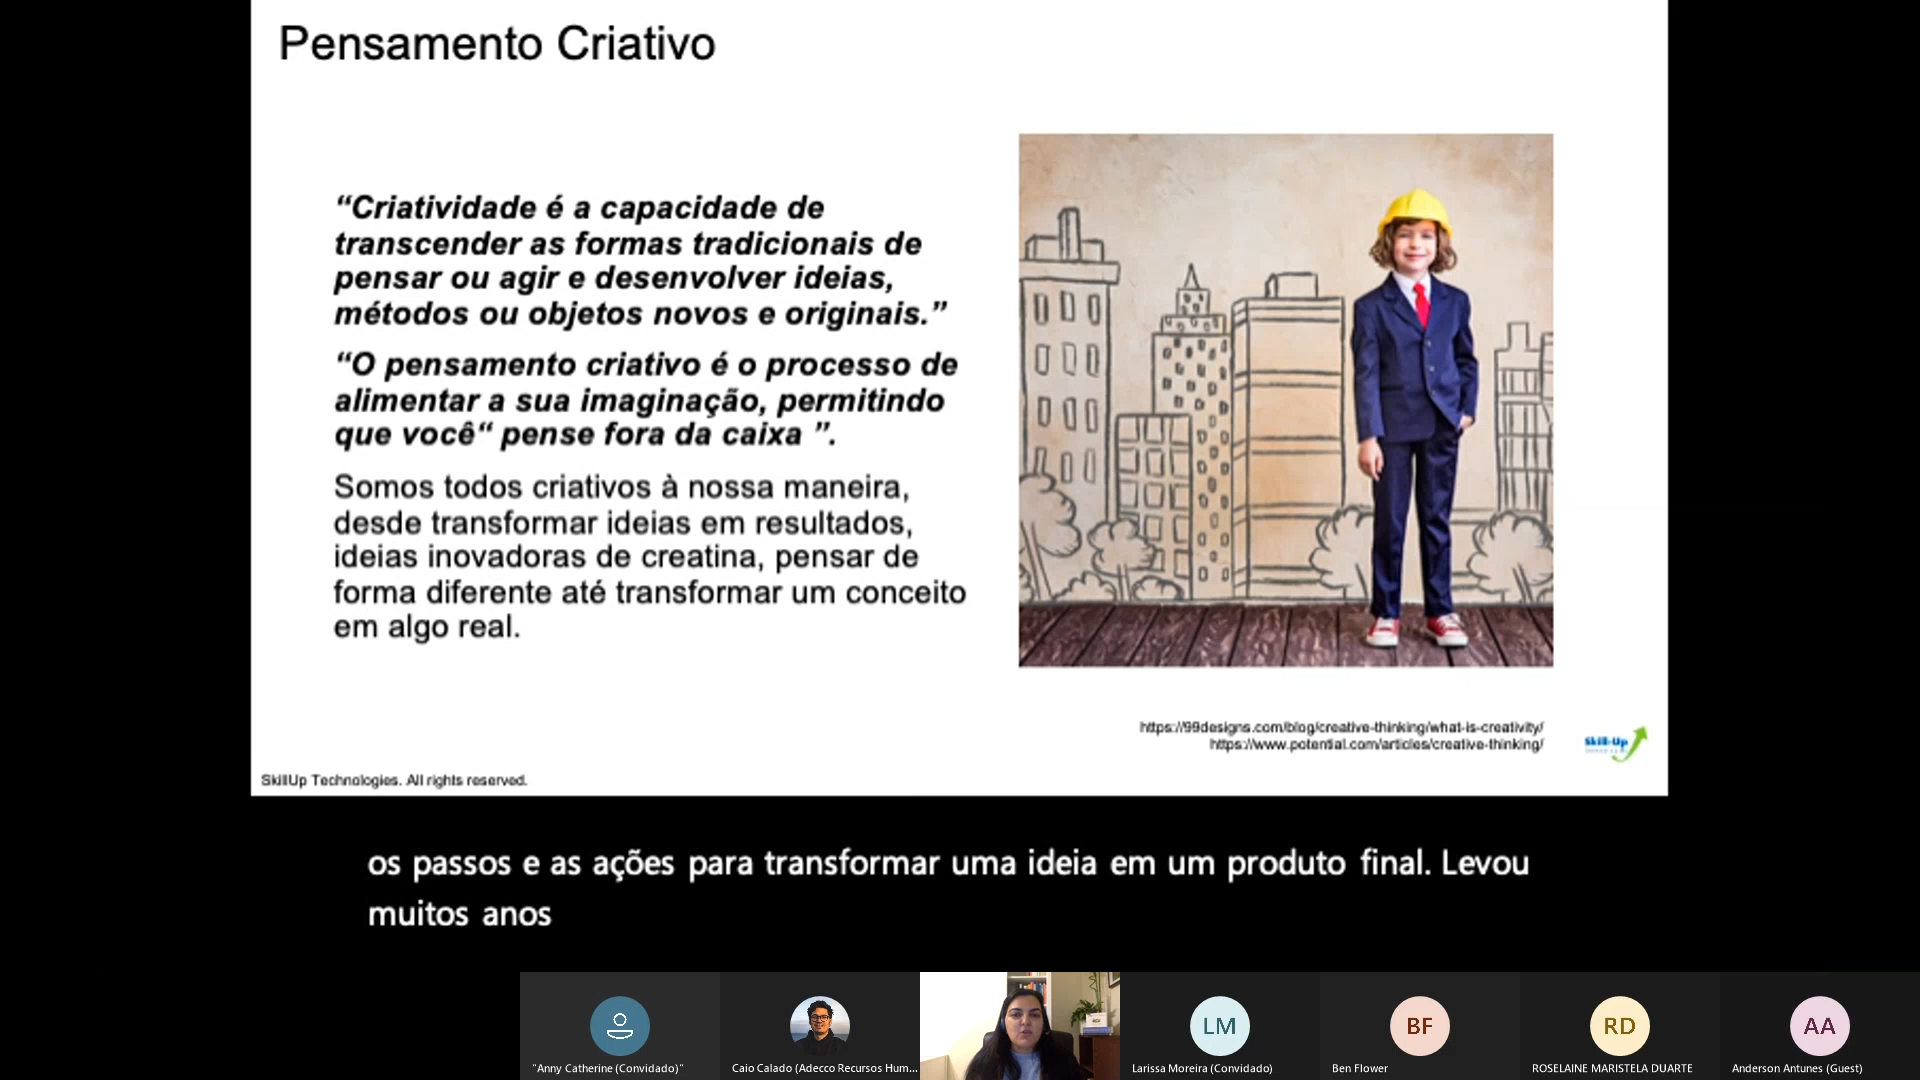 Pensamento Criativo
“Criatividade é a capacidade de
transcender as formas tradicionais de
pensar ou agir e desenvolver ideias,
métodos ou objetos novos e originais.”
“O pensamento criativo é o processo de
alimentar a sua imaginação, permitindo
que você“ pense fora da caixa ”.
Somos todos criativos à nossa maneira,
desde transformar ideias em resultados,
ideias inovadoras de creatina, pensar de
forma diferente até transformar um conceito
em algo real.
https://99designs.com/blog/creative-thinking/what-is-creativity/
https://www.potential.com/articles/creative-thinking/
Skill-Up
SkillUp Technologies. All rights reserved.
os passos e as ações para transformar uma ideia em um produto final. Levou
muitos anos
LM
BF
RD
AA
"Anny Catherine (Convidado)"
Caio Calado (Adecco Recursos Hum...
Larissa Moreira (Convidado)
Ben Flower
ROSELAINE MARISTELA DUARTE
Anderson Antunes (Guest)